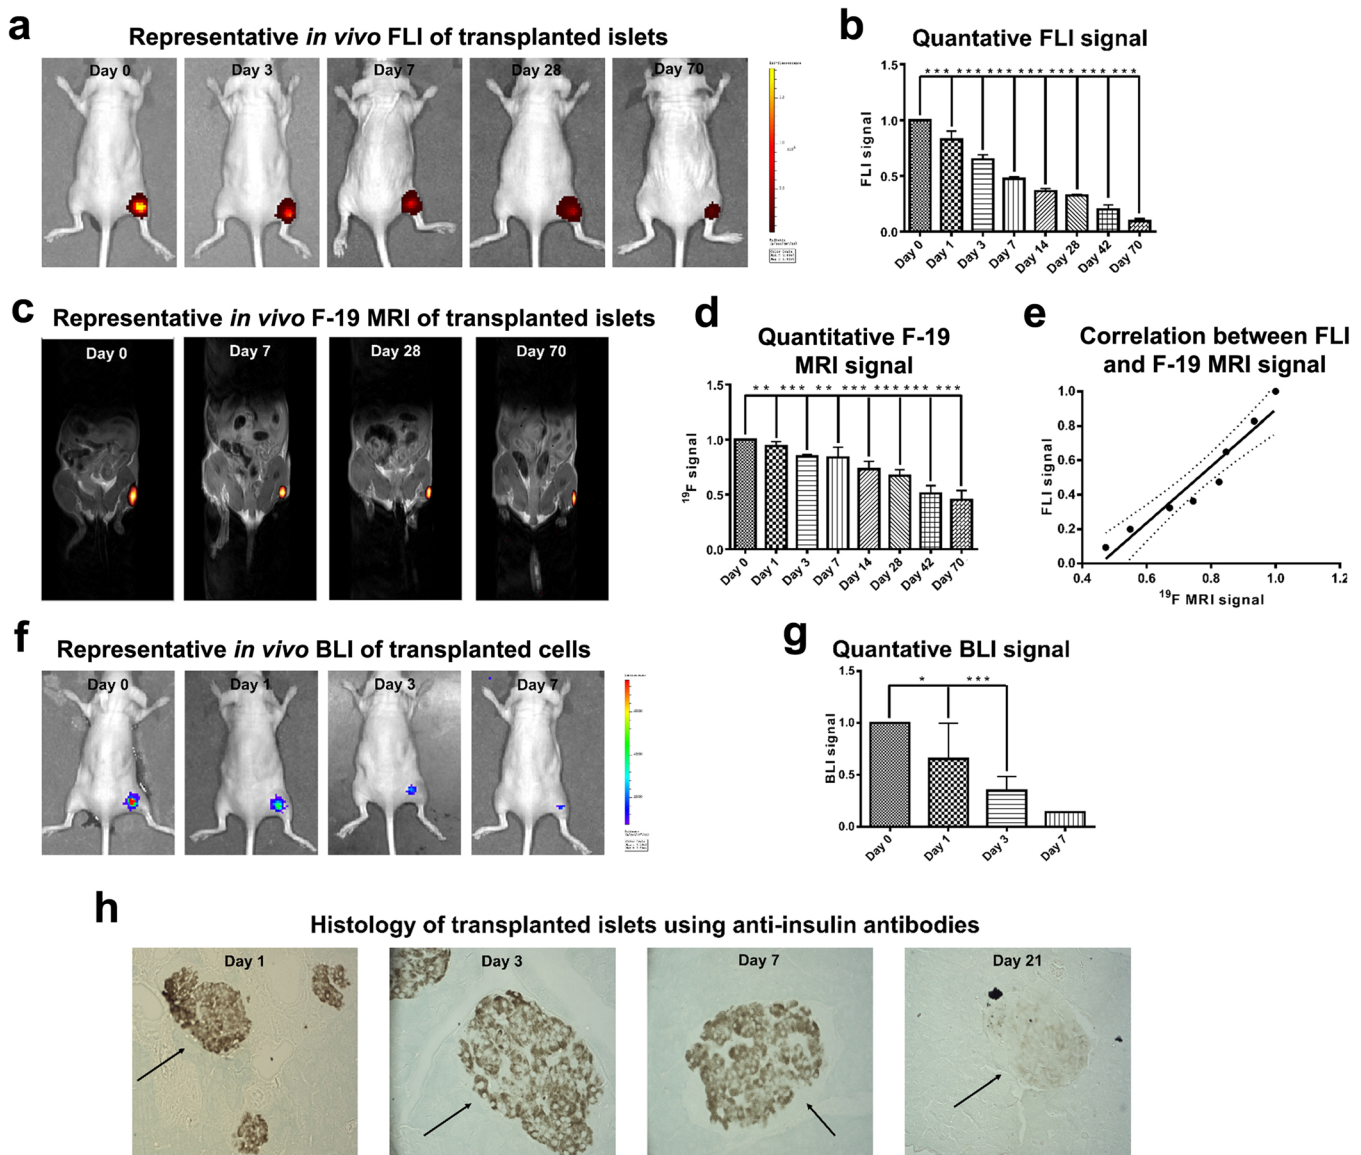 a
Representative in vivo FLI of transplanted islets
Day 0
Day 3
Day 7
Day 28
Day 70
b
Quantative FLI signal
1.5
1.0
0.5
0.0
FLI signal
*** *** *** *** *** *** ***
Day 0
Day 1
Day 3
Day 7
Day 14
Day 28
Day 42
Day 70
c
Representative in vivo F-19 MRI of transplanted islets
Day 0
Day 7
Day 28
Day 70
d
Quantitative F-19
MRI signal
1.5
1.0
0.5
0.0
19F signal
** *** ** *** *** *** ***
Day 0
Day 1
Day 3
Day 7
Day 14
Day 28
Day 42
Day 70
e
Correlation between FLI
and F-19 MRI signal
1.0
0.8
0.6
0.4
0.2
0.0
FLI signal
0.4
0.6
0.8
1.0
1.2
19F MRI signal
f
Representative in vivo BLI of transplanted cells
Day 0
Day 1
Day 3
Day 7
g
Quantative BLI signal
1.5
1.0
0.5
0.0
BLI signal
* ***
Day 0
Day 1
Day 3
Day 7
h
Histology of transplanted islets using anti-insulin antibodies
Day 1
Day 3
Day 7
Day 21